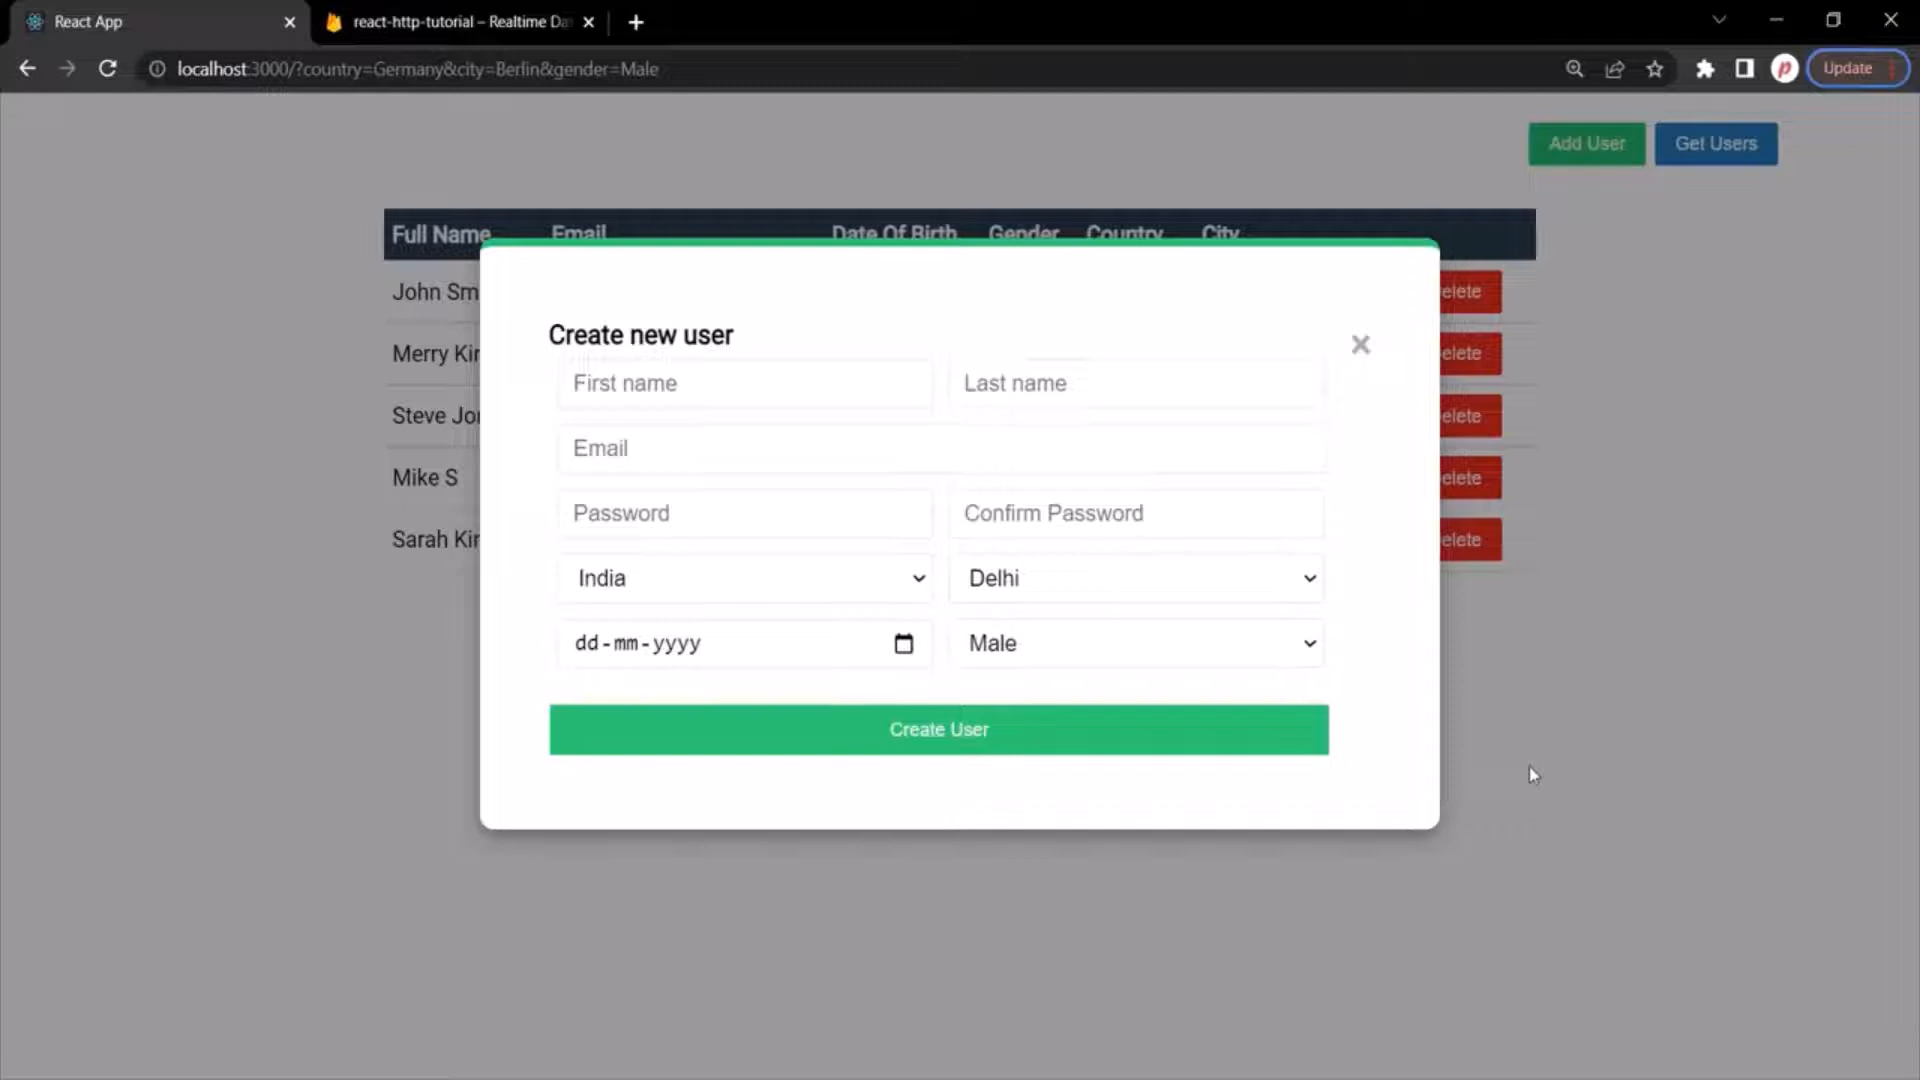 React App
react-http-tutorial – Realtime Da
localhost:3000/?country=Germany&city=Berlin&gender=Male
Update
Add User
Get Users
Full Name Email Date Of Birth Gender Country City
John Sm
elete
Merry Kir
elete
Steve Jo
elete
Mike S
elete
Sarah Kir
elete
Create new user
First name
Last name
Email
Password
Confirm Password
India
Delhi
dd-mm-yyyy
Male
Create User